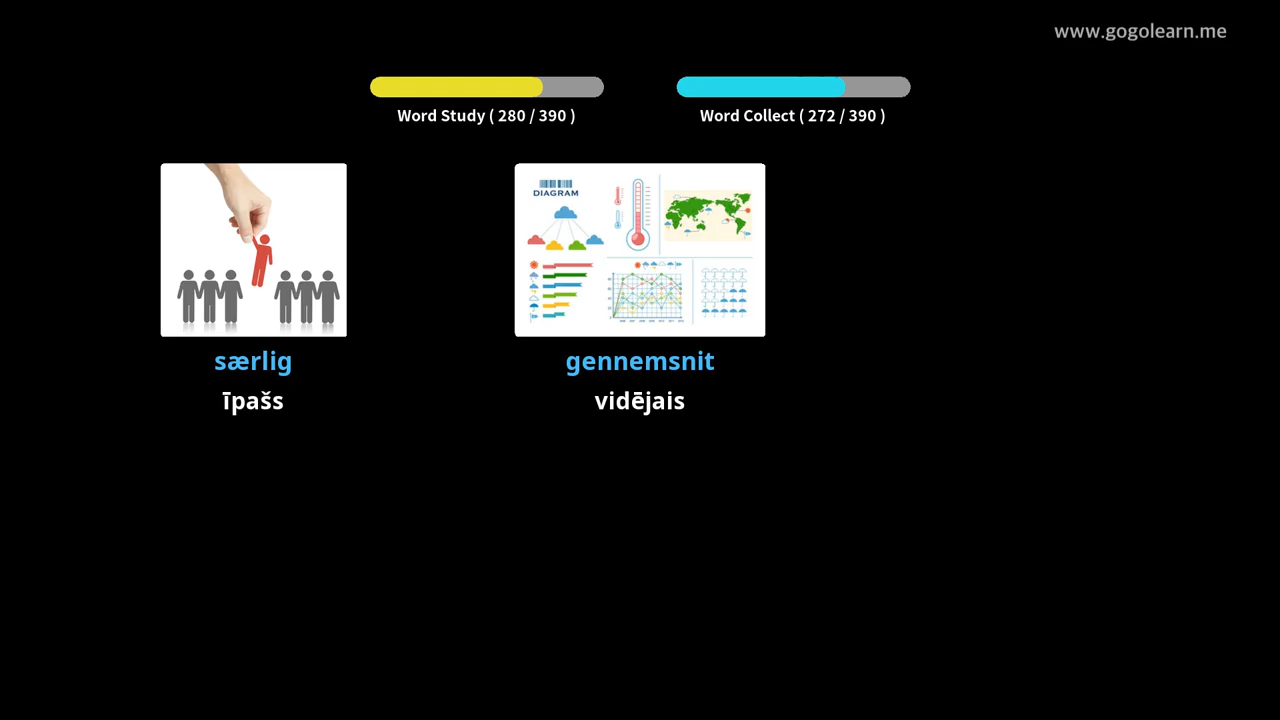 www.gogolearn.me
Word Study ( 280 / 390 )
Word Collect ( 272 / 390 )
DIAGRAM
særlig
gennemsnit
īpašs
vidējais